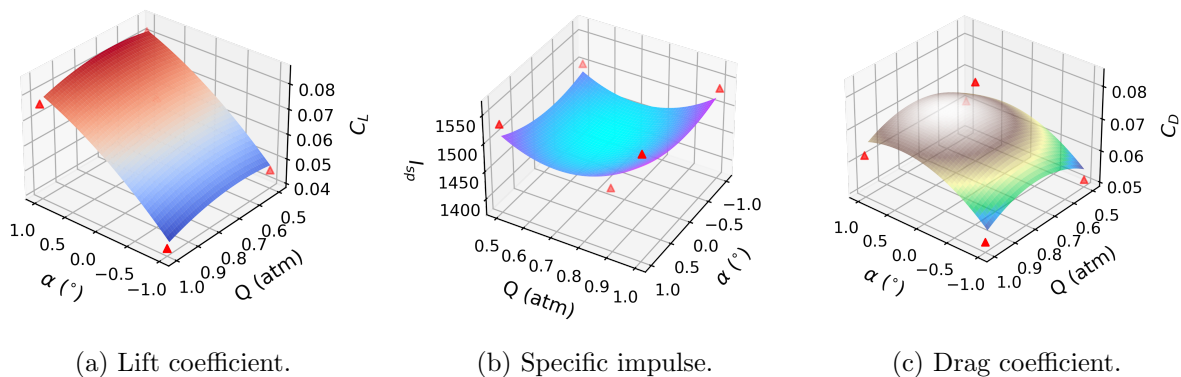 0.08
0.07
0.06
0.05
0.04
C_L
1.0 0.5 0.0 −0.5 −1.0
α (°)
1.0 0.9 0.8 0.7 0.6 0.5
Q (atm)
1550
1500
1450
1400
Isp
0.5 0.6 0.7 0.8 0.9 1.0
Q (atm)
1.0 0.5 0.0 −0.5 −1.0
α (°)
0.08
0.07
0.06
0.05
C_D
1.0 0.5 0.0 −0.5 −1.0
α (°)
1.0 0.9 0.8 0.7 0.6 0.5
Q (atm)
(a) Lift coefficient.
(b) Specific impulse.
(c) Drag coefficient.